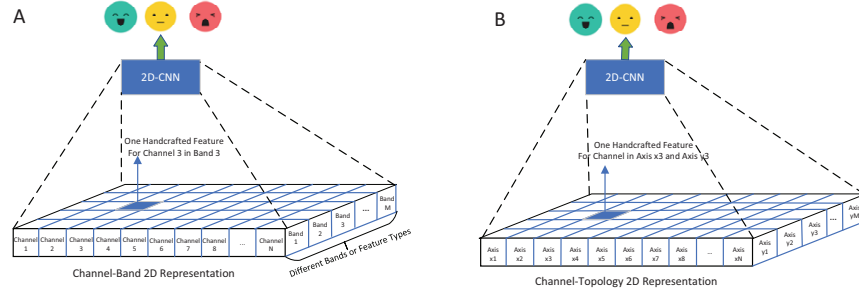 A
2D-CNN
One Handcrafted Feature
For Channel 3 in Band 3
Channel 1
Channel 2
Channel 3
Channel 4
Channel 5
Channel 6
Channel 7
Channel 8
...
Channel N
Band 1
Band 2
Band 3
...
Band M
Different Bands or Feature Types
Channel-Band 2D Representation
B
2D-CNN
One Handcrafted Feature
For Channel in Axis x3 and Axis y3
Axis x1
Axis x2
Axis x3
Axis x4
Axis x5
Axis x6
Axis x7
Axis x8
...
Axis xN
Axis y1
Axis y2
Axis y3
...
Axis yM
Channel-Topology 2D Representation